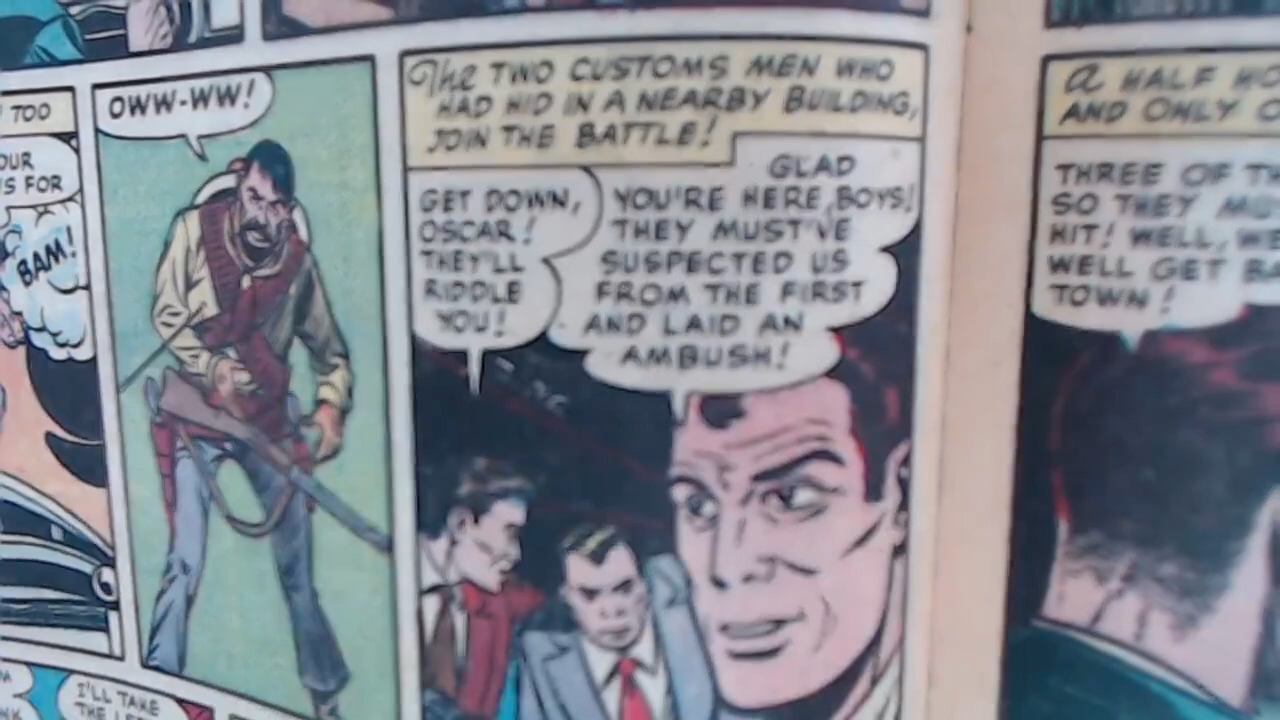 TOO
OUR
S FOR
BAM!
OWW-WW!
The TWO CUSTOMS MEN WHO
HAD HID IN A NEARBY BUILDING,
JOIN THE BATTLE!
GET DOWN,
OSCAR!
THEY'LL
RIDDLE
YOU!
GLAD
YOU'RE HERE, BOYS!
THEY MUST'VE
SUSPECTED US
FROM THE FIRST
AND LAID AN
AMBUSH!
A HALF
AND ONLY
THREE OF
SO THEY
HIT! WELL, WE
WELL GET
TOWN!
I'LL TAKE
THE